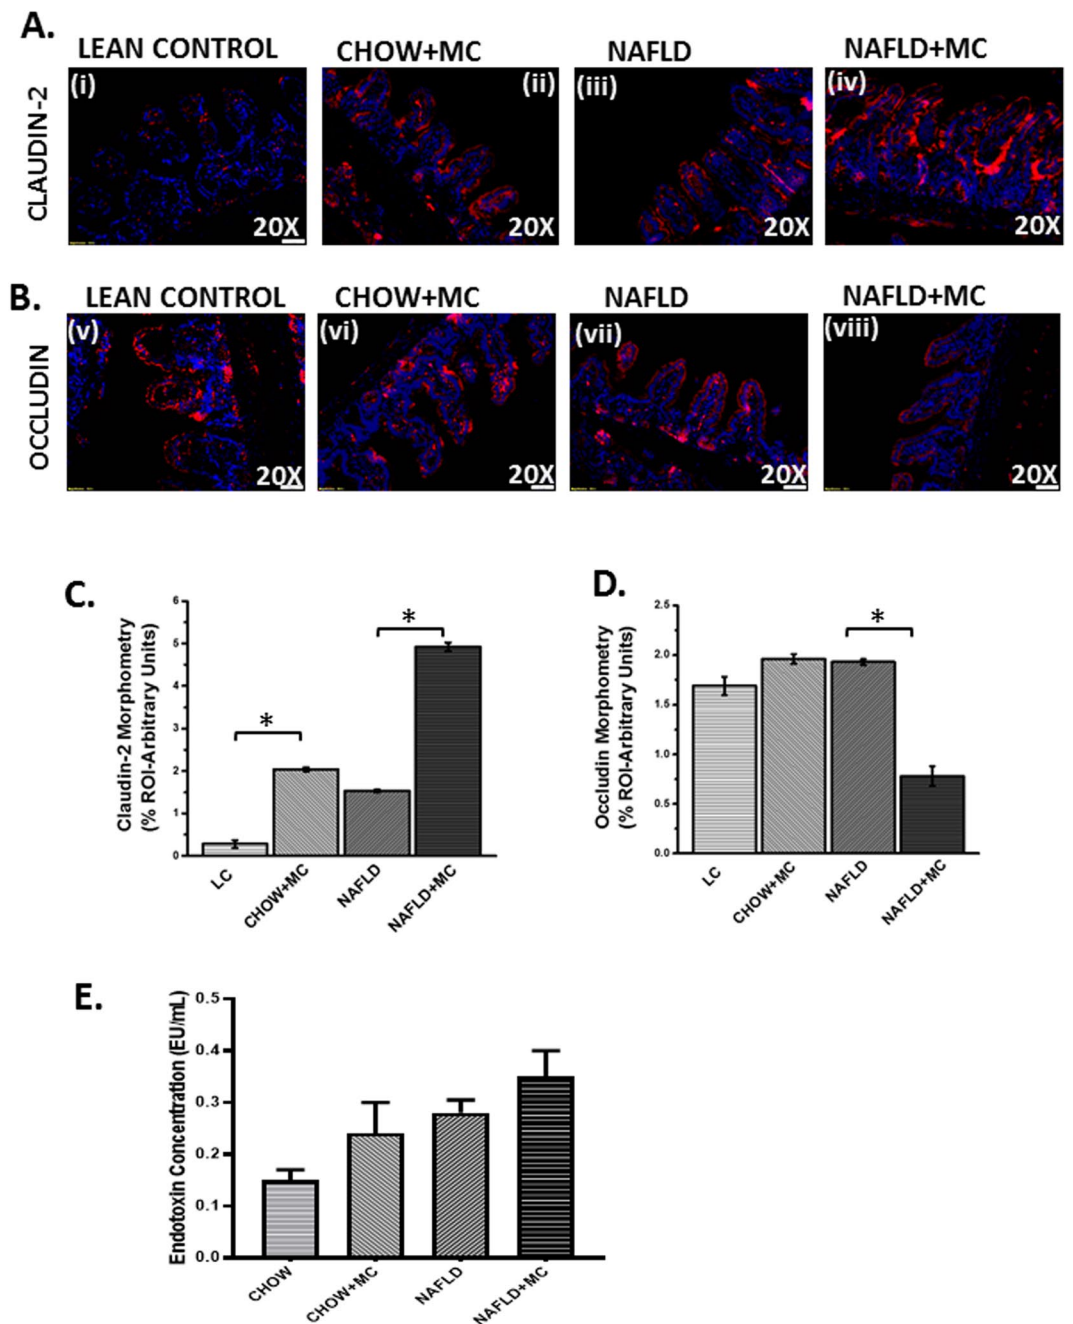 A.
LEAN CONTROL CHOW+MC NAFLD NAFLD+MC
CLAUDIN-2
(i) (ii) (iii) (iv)
20X 20X 20X 20X
B.
LEAN CONTROL CHOW+MC NAFLD NAFLD+MC
OCCLUDIN
(v) (vi) (vii) (viii)
20X 20X 20X 20X
C.
Claudin-2 Morphometry
(% ROI-Arbitrary Units)
6
5
4
3
2
1
0
*
*
LC CHOW+MC NAFLD NAFLD+MC
D.
Occludin Morphometry
(% ROI-Arbitrary Units)
2.5
2.0
1.5
1.0
0.5
0.0
*
LC CHOW+MC NAFLD NAFLD+MC
E.
Endotoxin Concentration (EU/mL)
0.5
0.4
0.3
0.2
0.1
0.0
CHOW CHOW+MC NAFLD NAFLD+MC